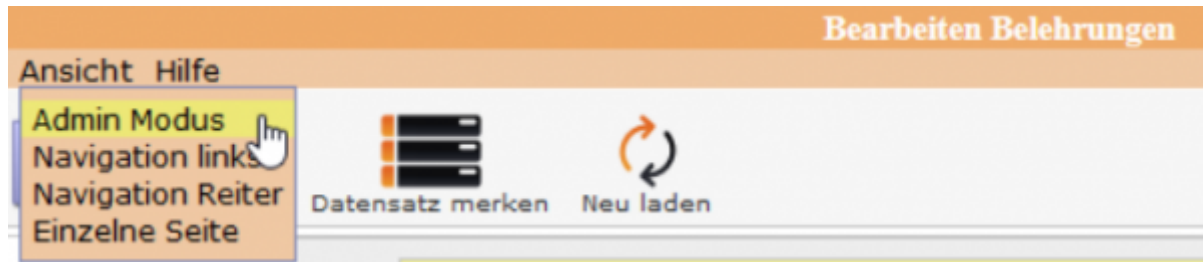 Bearbeiten Belehrungen
Ansicht Hilfe
Admin Modus
Navigation links
Navigation Reiter
Einzelne Seite
Datensatz merken
Neu laden